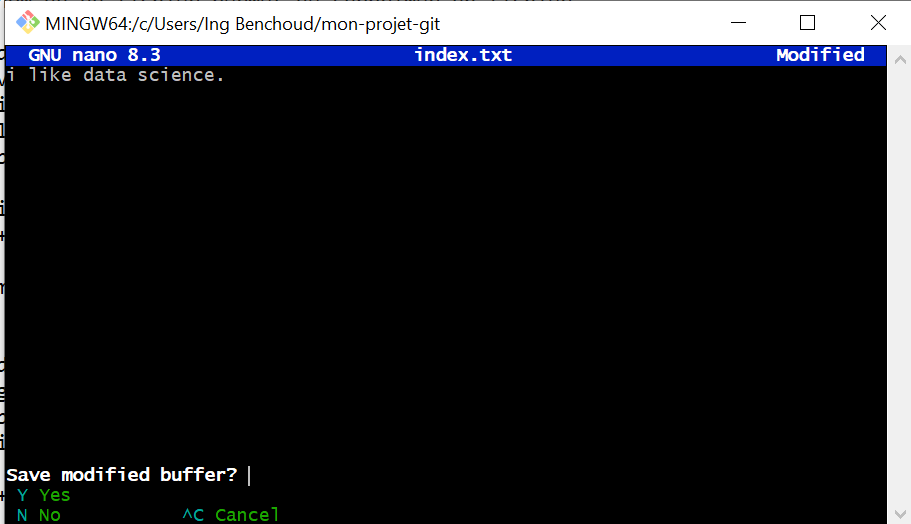 MINGW64:/c/Users/Ing Benchoud/mon-projet-git
GNU nano 8.3 index.txt Modified
i like data science.
Save modified buffer?
Y Yes
N No ^C Cancel